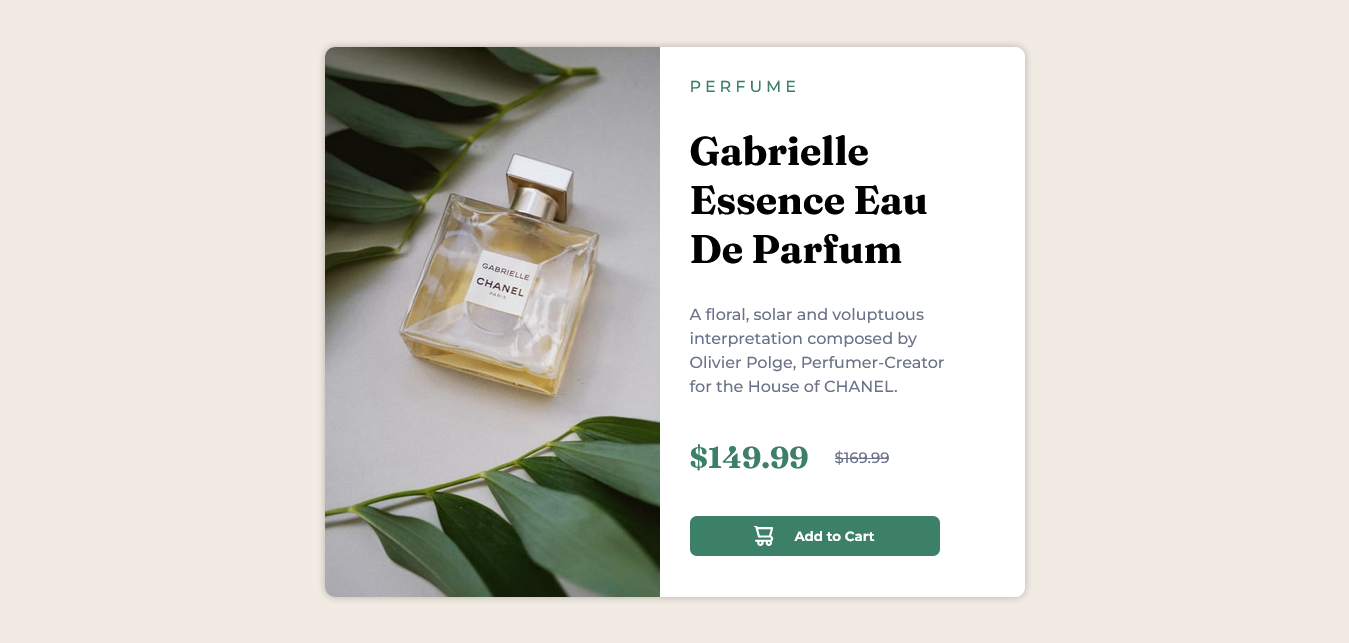 GABRIELLE
CHANEL
PARIS
PERFUME
Gabrielle
Essence Eau
De Parfum
A floral, solar and voluptuous
interpretation composed by
Olivier Polge, Perfumer-Creator
for the House of CHANEL.
$149.99 $169.99
Add to Cart